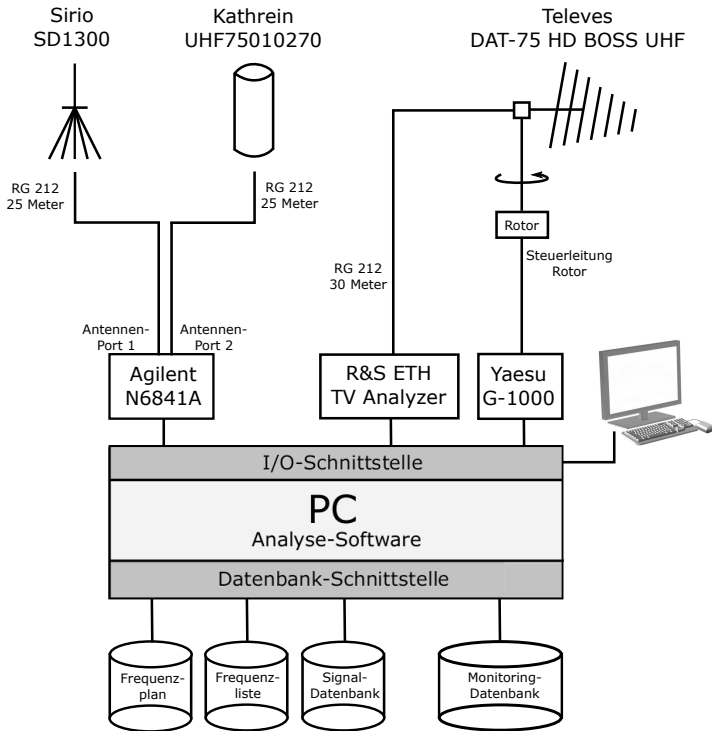 Sirio
SD1300
Kathrein
UHF75010270
Televes
DAT-75 HD BOSS UHF
RG 212
25 Meter
RG 212
25 Meter
Rotor
Steuerleitung
Rotor
RG 212
30 Meter
Antennen-
Port 1
Antennen-
Port 2
Agilent
N6841A
R&S ETH
TV Analyzer
Yaesu
G-1000
I/O-Schnittstelle
PC
Analyse-Software
Datenbank-Schnittstelle
Frequenz-
plan
Frequenz-
liste
Signal-
Datenbank
Monitoring-
Datenbank